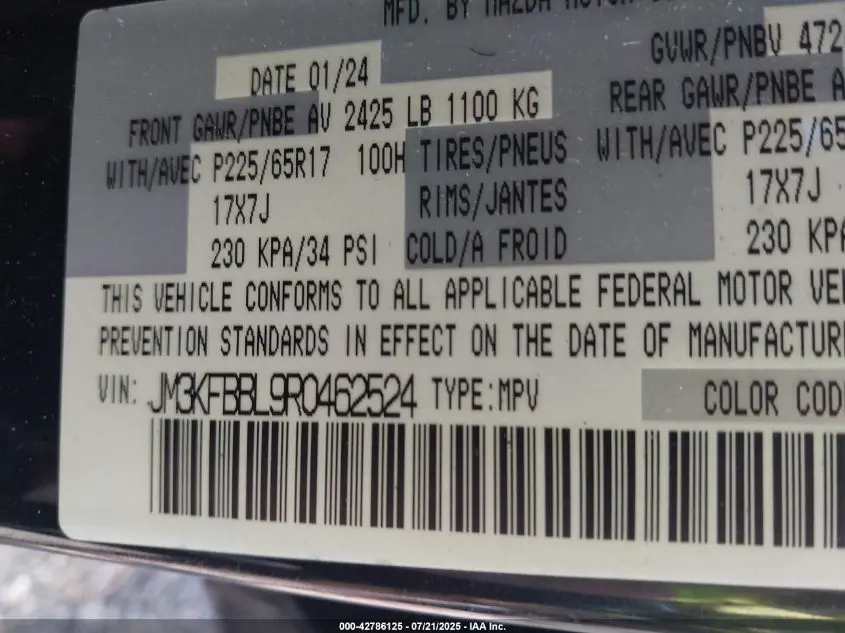 MFD. BY MAZDA MOTOR
DATE 01/24
GVWR/PNBV 472
FRONT GAWR/PNBE AV 2425 LB 1100 KG
REAR GAWR/PNBE A
WITH/AVEC P225/65R17 100H TIRES/PNEUS WITH/AVEC P225/65
17X7J RIMS/JANTES 17X7J
230 KPA/34 PSI COLD/A FROID 230 KPA
THIS VEHICLE CONFORMS TO ALL APPLICABLE FEDERAL MOTOR VE
PREVENTION STANDARDS IN EFFECT ON THE DATE OF MANUFACTUR
VIN: JM3KFBBL9R0462524 TYPE:MPV COLOR COD
000-42786125 - 07/21/2025 - IAA Inc.